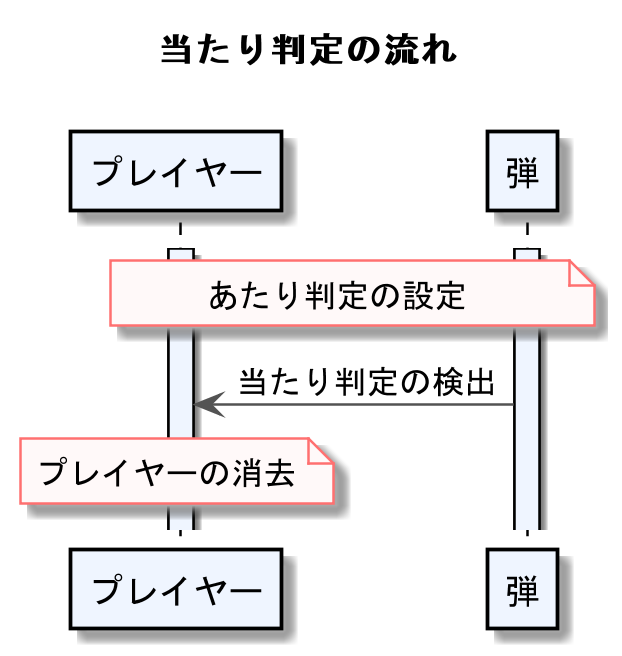 当たり判定の流れ
プレイヤー
弾
あたり判定の設定
当たり判定の検出
プレイヤーの消去
プレイヤー
弾